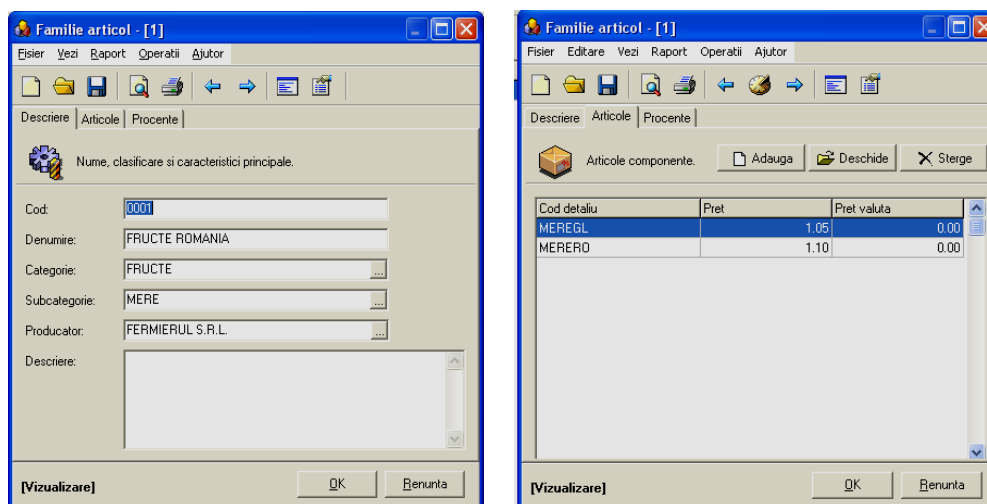 Familie articol - [1]
Fisier Vezi Raport Operatii Ajutor
Descriere Articole Procente
Nume, clasificare si caracteristici principale.
Cod: 0001
Denumire: FRUCTE ROMANIA
Categorie: FRUCTE ...
Subcategorie: MERE ...
Producator: FERMIERUL S.R.L. ...
Descriere:
[Vizualizare] OK Renunta
Familie articol - [1]
Fisier Editare Vezi Raport Operatii Ajutor
Descriere Articole Procente
Articole componente. Adauga Deschide Sterge
Cod detaliu Pret Pret valuta
MEREGL 1.05 0.00
MERERO 1.10 0.00
[Vizualizare] OK Renunta